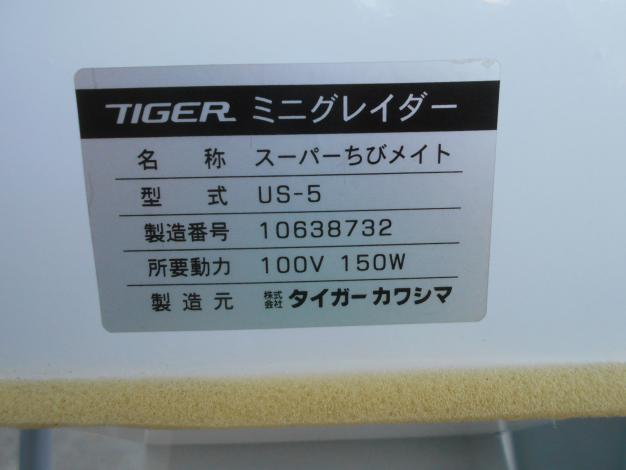 TIGER ミニグレイダー
名称 スーパーちびメイト
型式 US-5
製造番号 10638732
所要動力 100V 150W
製造元 株式会社 タイガーカワシマ